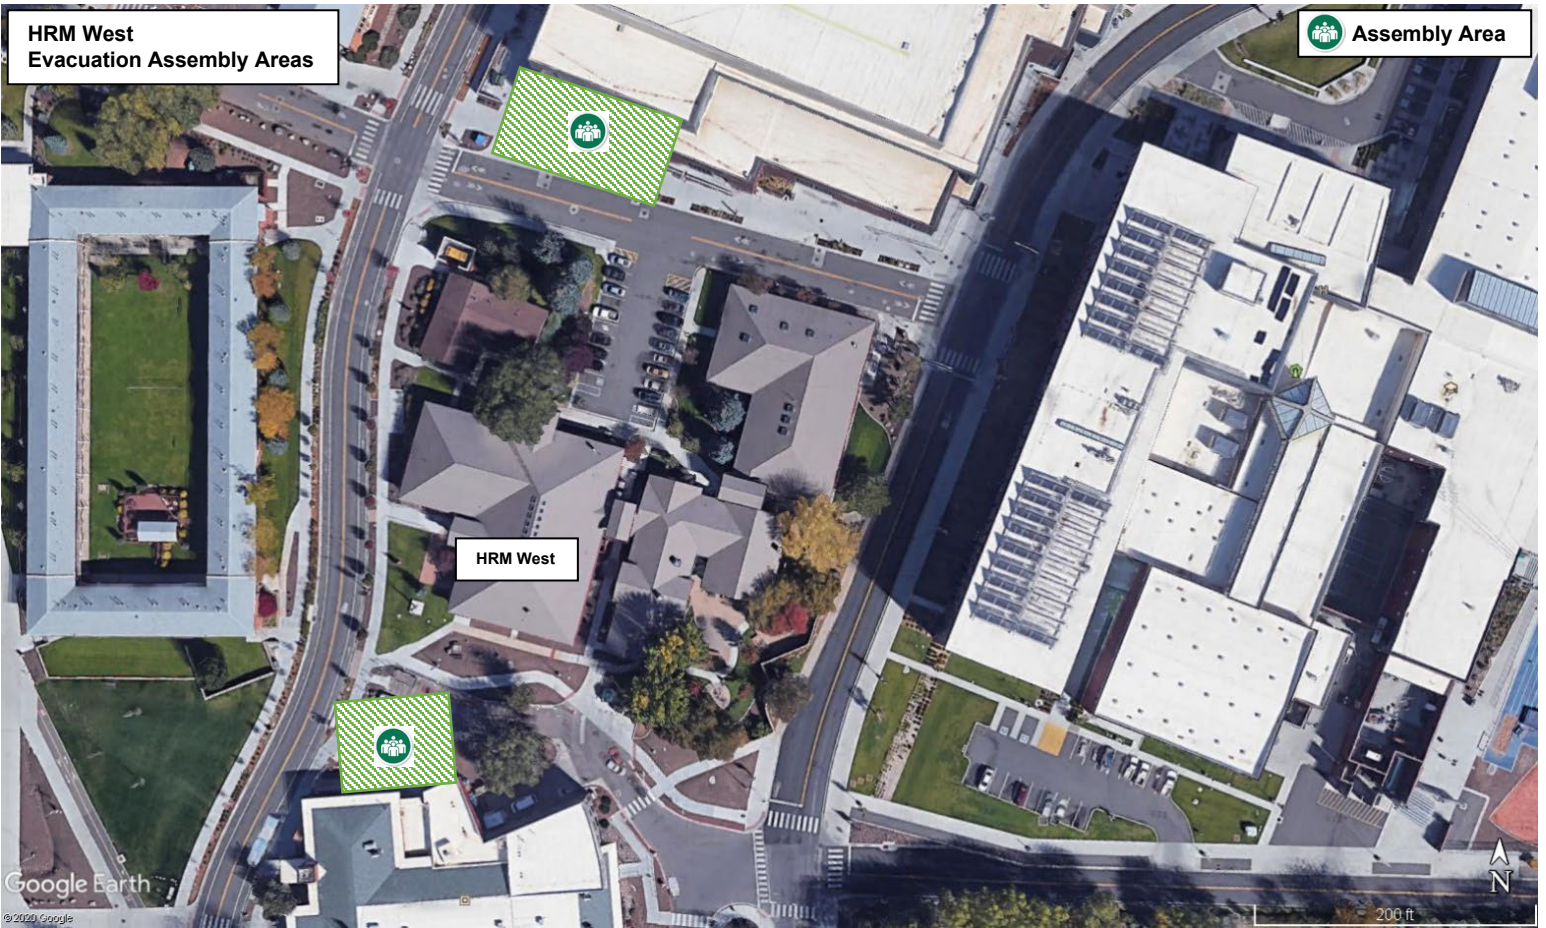 HRM West
Evacuation Assembly Areas
Assembly Area
HRM West
Google Earth
© 2020 Google
N
200 ft